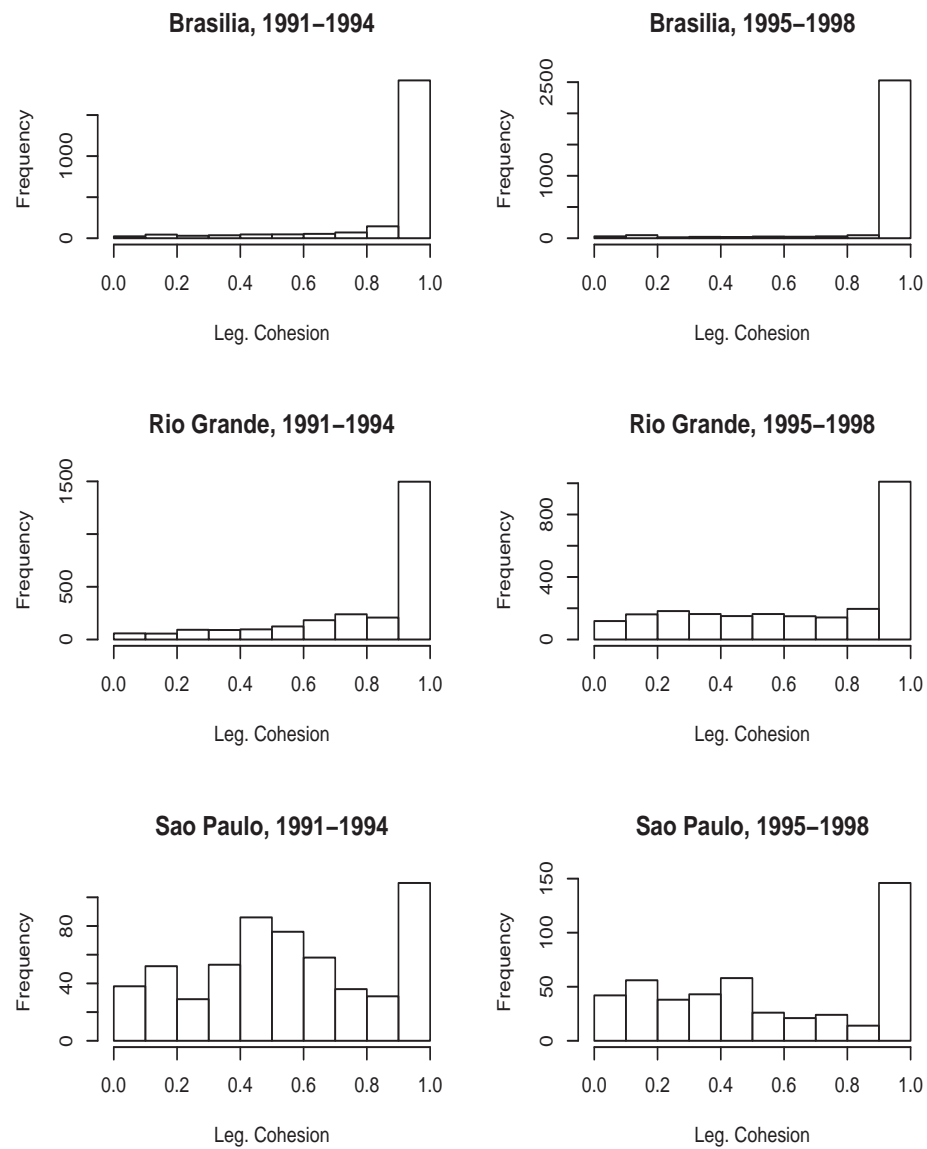 Brasilia, 1991−1994
Frequency
0 1000
0.0 0.2 0.4 0.6 0.8 1.0
Leg. Cohesion
Brasilia, 1995−1998
Frequency
0 1000 2500
0.0 0.2 0.4 0.6 0.8 1.0
Leg. Cohesion
Rio Grande, 1991−1994
Frequency
0 500 1500
0.0 0.2 0.4 0.6 0.8 1.0
Leg. Cohesion
Rio Grande, 1995−1998
Frequency
0 400 800
0.0 0.2 0.4 0.6 0.8 1.0
Leg. Cohesion
Sao Paulo, 1991−1994
Frequency
0 40 80
0.0 0.2 0.4 0.6 0.8 1.0
Leg. Cohesion
Sao Paulo, 1995−1998
Frequency
0 50 100 150
0.0 0.2 0.4 0.6 0.8 1.0
Leg. Cohesion